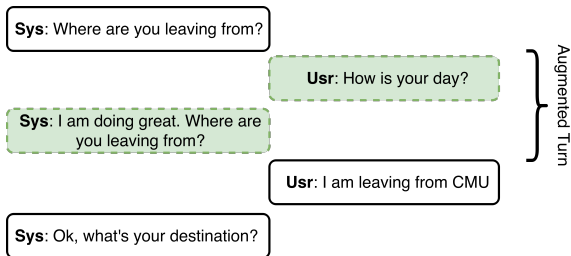 Sys: Where are you leaving from?
Usr: How is your day?
Sys: I am doing great. Where are
you leaving from?
Usr: I am leaving from CMU
Sys: Ok, what's your destination?
Augmented Turn